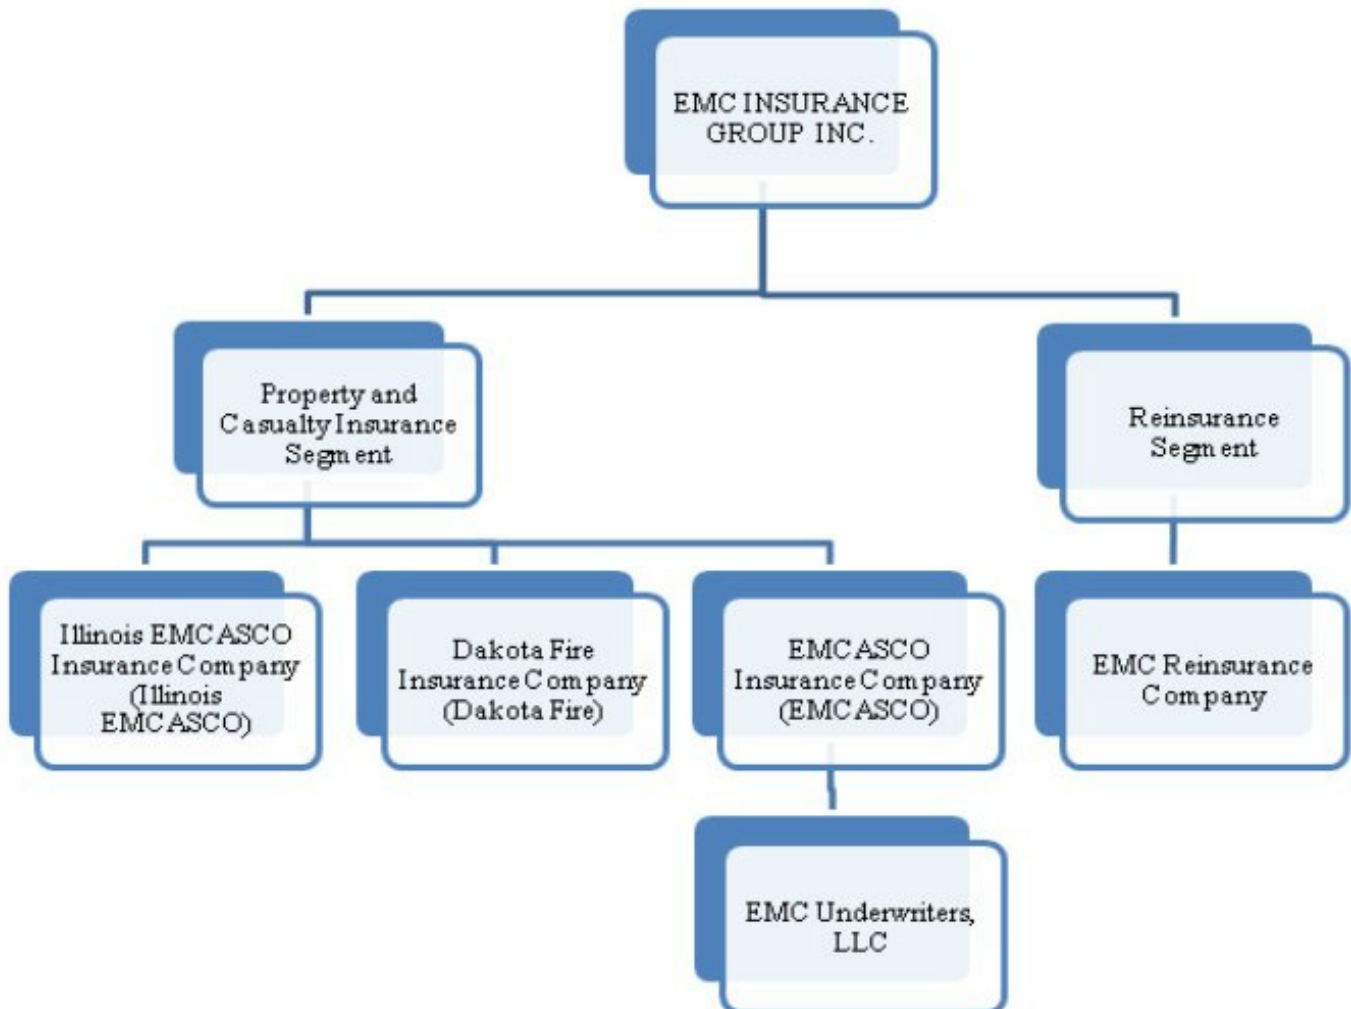 EMC INSURANCE
GROUP INC.
Property and
Casualty Insurance
Segment
Reinsurance
Segment
Illinois EMCASCO
Insurance Company
(Illinois
EMCASCO)
Dakota Fire
Insurance Company
(Dakota Fire)
EMCASCO
Insurance Company
(EMCASCO)
EMC Reinsurance
Company
EMC Underwriters,
LLC